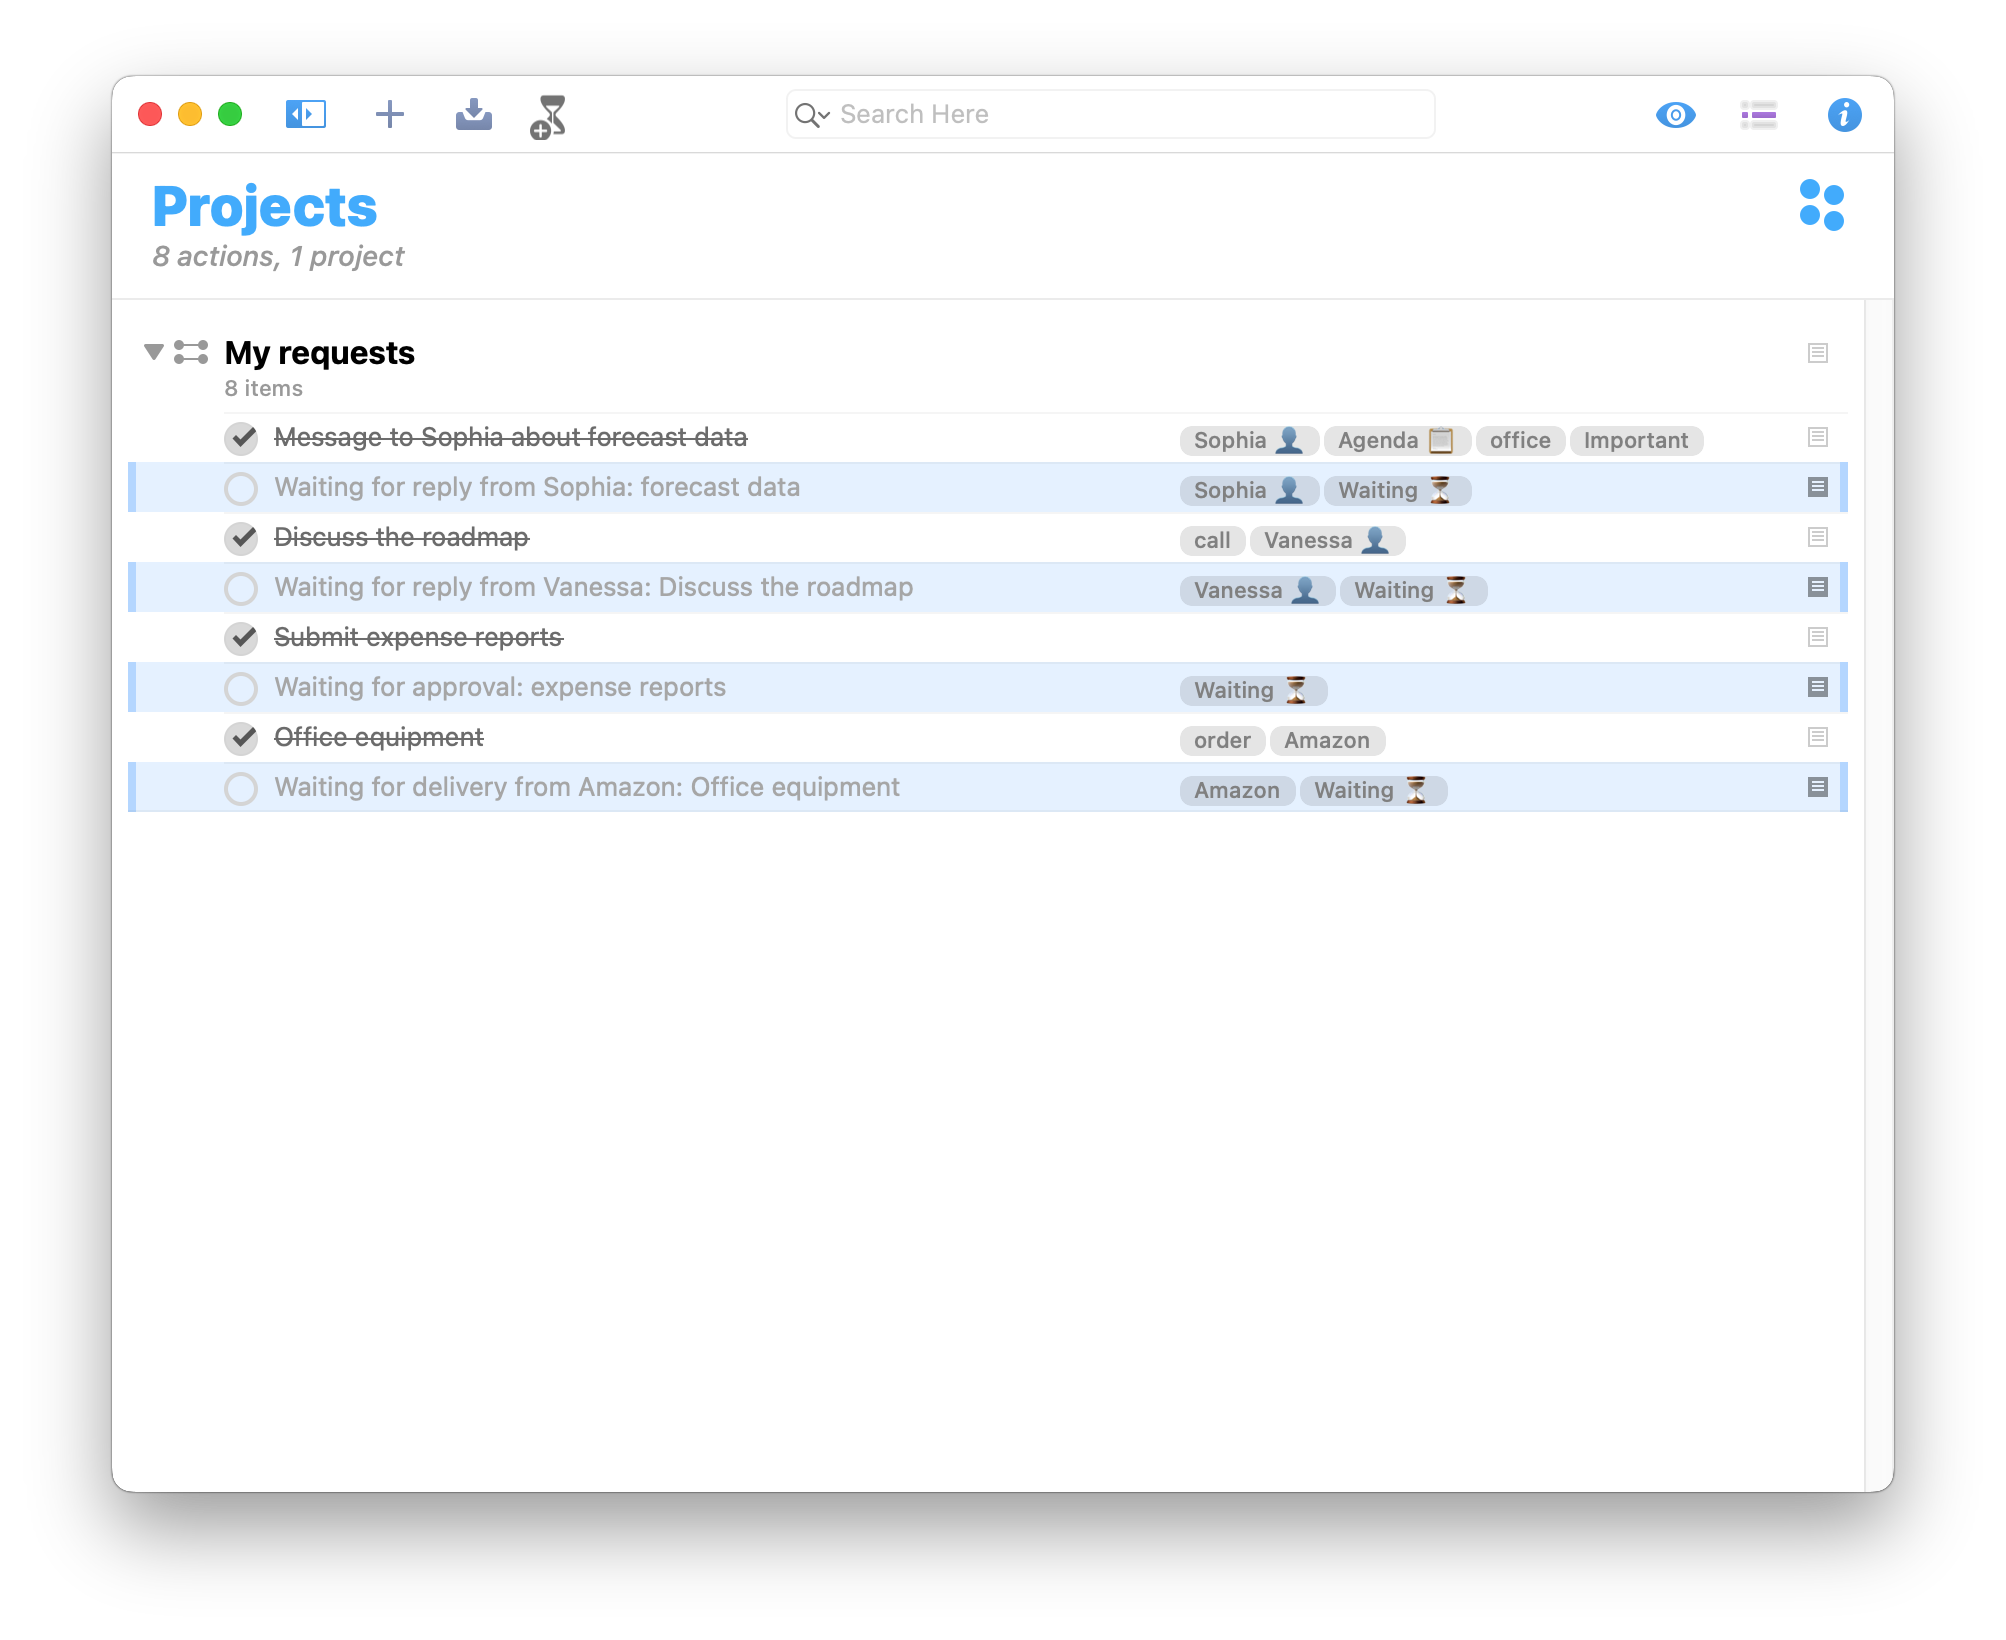 Search Here
Projects
8 actions, 1 project
My requests
8 items
Message to Sophia about forecast data Sophia 👤 Agenda 📋 office Important
Waiting for reply from Sophia: forecast data Sophia 👤 Waiting ⏳
Discuss the roadmap call Vanessa 👤
Waiting for reply from Vanessa: Discuss the roadmap Vanessa 👤 Waiting ⏳
Submit expense reports
Waiting for approval: expense reports Waiting ⏳
Office equipment order Amazon
Waiting for delivery from Amazon: Office equipment Amazon Waiting ⏳